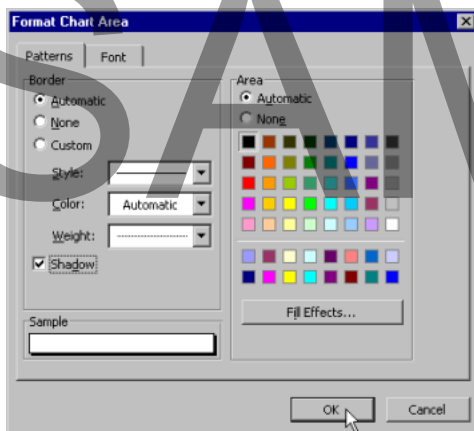 Format Chart Area
Patterns
Font
Border
Automatic
None
Custom
Style:
Color:
Automatic
Weight:
Shadow
Sample
Area
Automatic
None
Fill Effects...
OK
Cancel
SAM